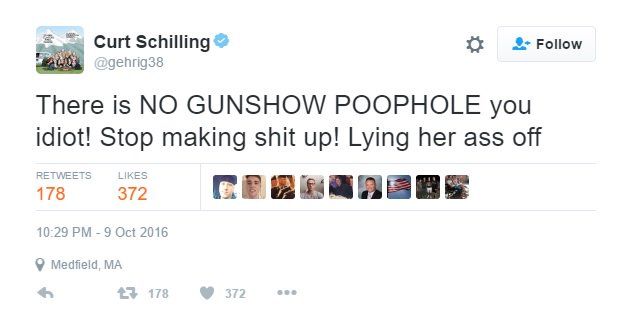 Curt Schilling
@gehrig38
Follow
There is NO GUNSHOW POOPHOLE you
idiot! Stop making shit up! Lying her ass off
RETWEETS LIKES
178 372
10:29 PM - 9 Oct 2016
Medfield, MA
178 372